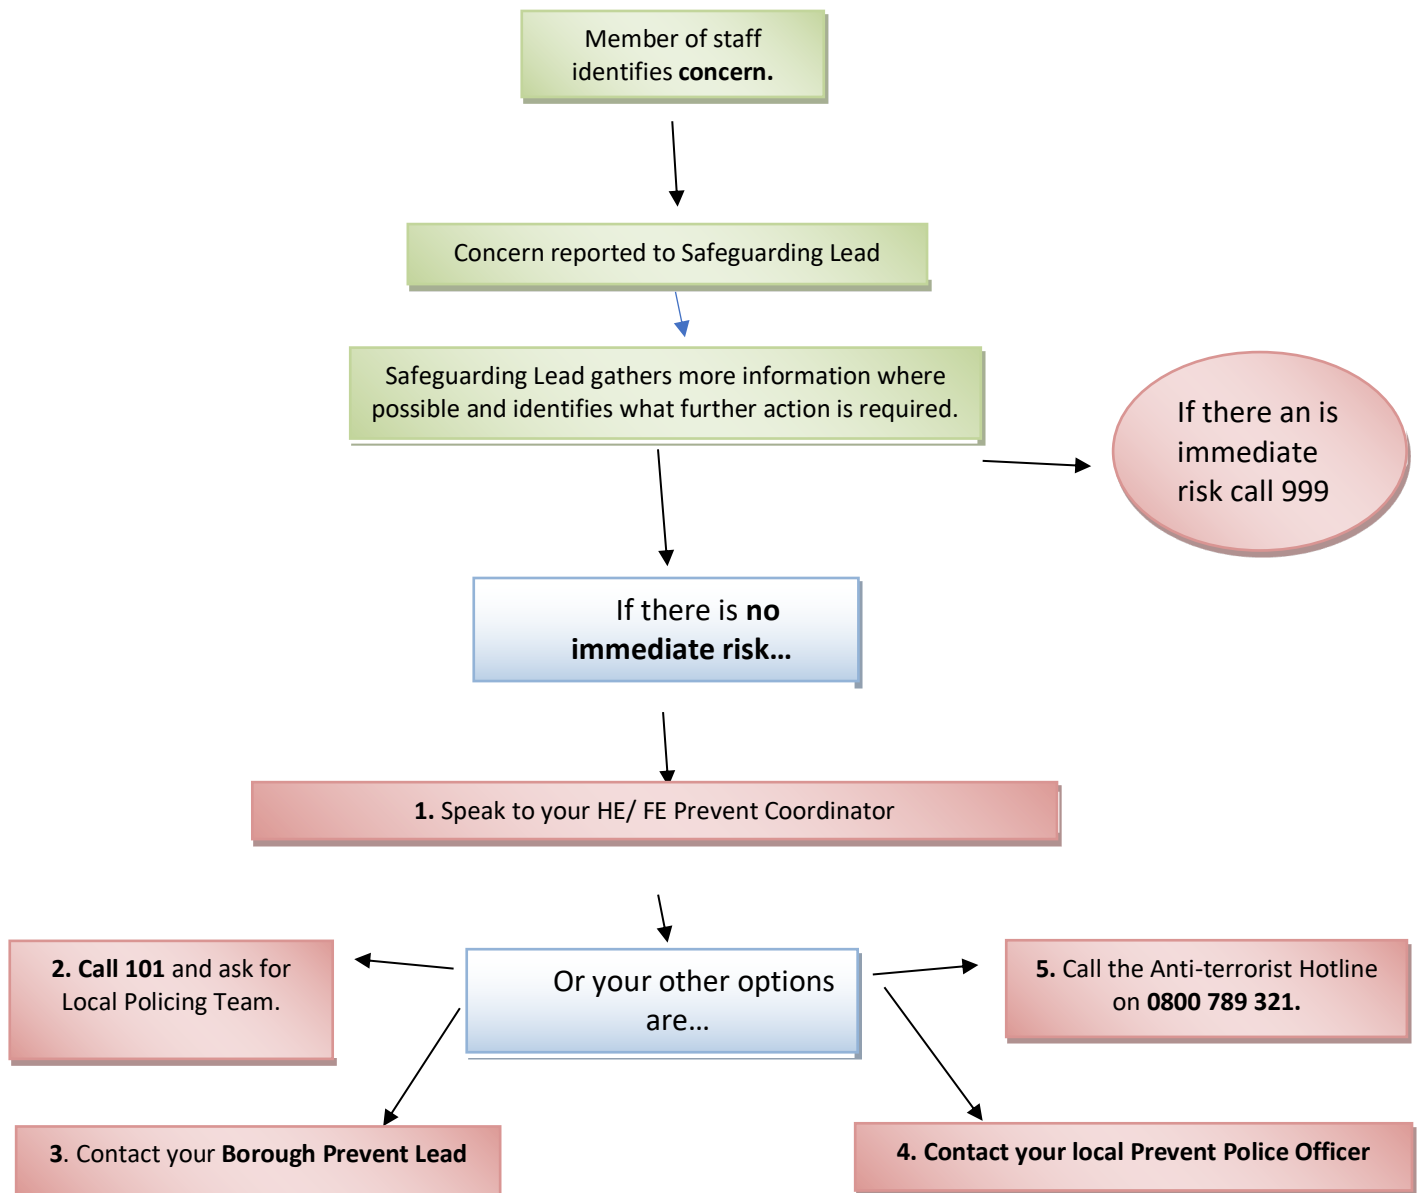 Member of staff
identifies concern.
Concern reported to Safeguarding Lead
Safeguarding Lead gathers more information where
possible and identifies what further action is required.
If there an is
immediate
risk call 999
If there is no
immediate risk…
1. Speak to your HE/ FE Prevent Coordinator
Or your other options
are…
2. Call 101 and ask for
Local Policing Team.
3. Contact your Borough Prevent Lead
4. Contact your local Prevent Police Officer
5. Call the Anti-terrorist Hotline
on 0800 789 321.